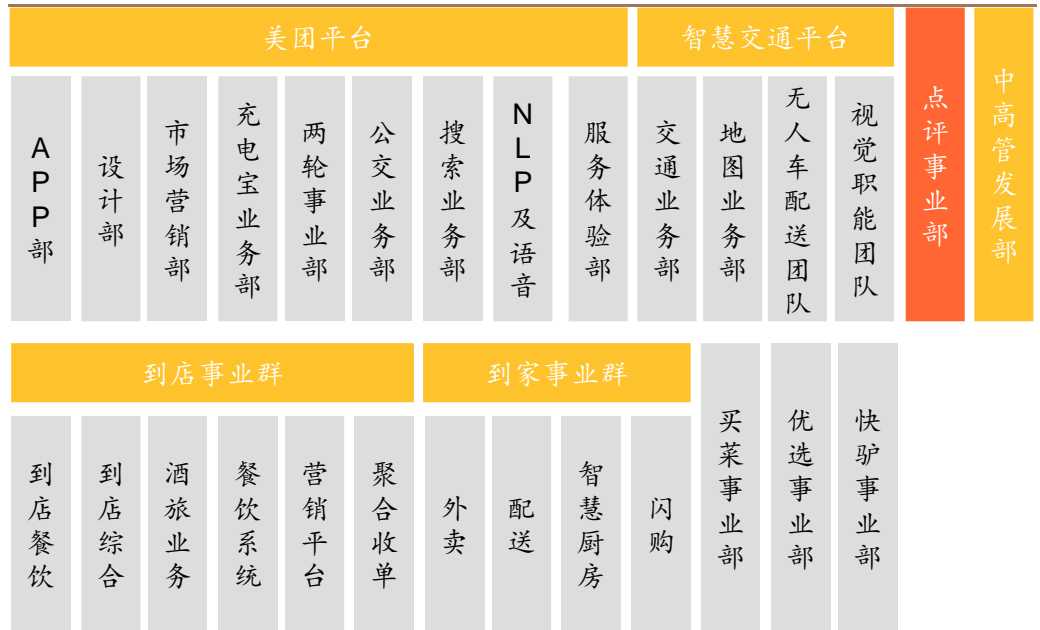 美团平台
智慧交通平台
点评事业部
中高管发展部
APP部
设计部
市场营销部
充电宝业务部
两轮事业部
公交业务部
搜索业务部
NLP及语音
服务体验部
交通业务部
地图业务部
无人车配送团队
视觉职能团队
到店事业群
到家事业群
买菜事业部
优选事业部
快驴事业部
到店餐饮
到店综合
酒旅业务
餐饮系统
营销平台
聚合收单
外卖
配送
智慧厨房
闪购